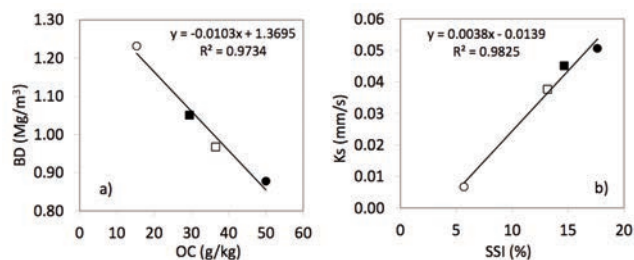 y = -0.0103x + 1.3695
R² = 0.9734
1.30
1.20
1.10
1.00
0.90
0.80
BD (Mg/m³)
a)
0 10 20 30 40 50 60
OC (g/kg)
y = 0.0038x - 0.0139
R² = 0.9825
0.06
0.05
0.04
0.03
0.02
0.01
0.00
Ks (mm/s)
b)
0 5 10 15 20
SSI (%)